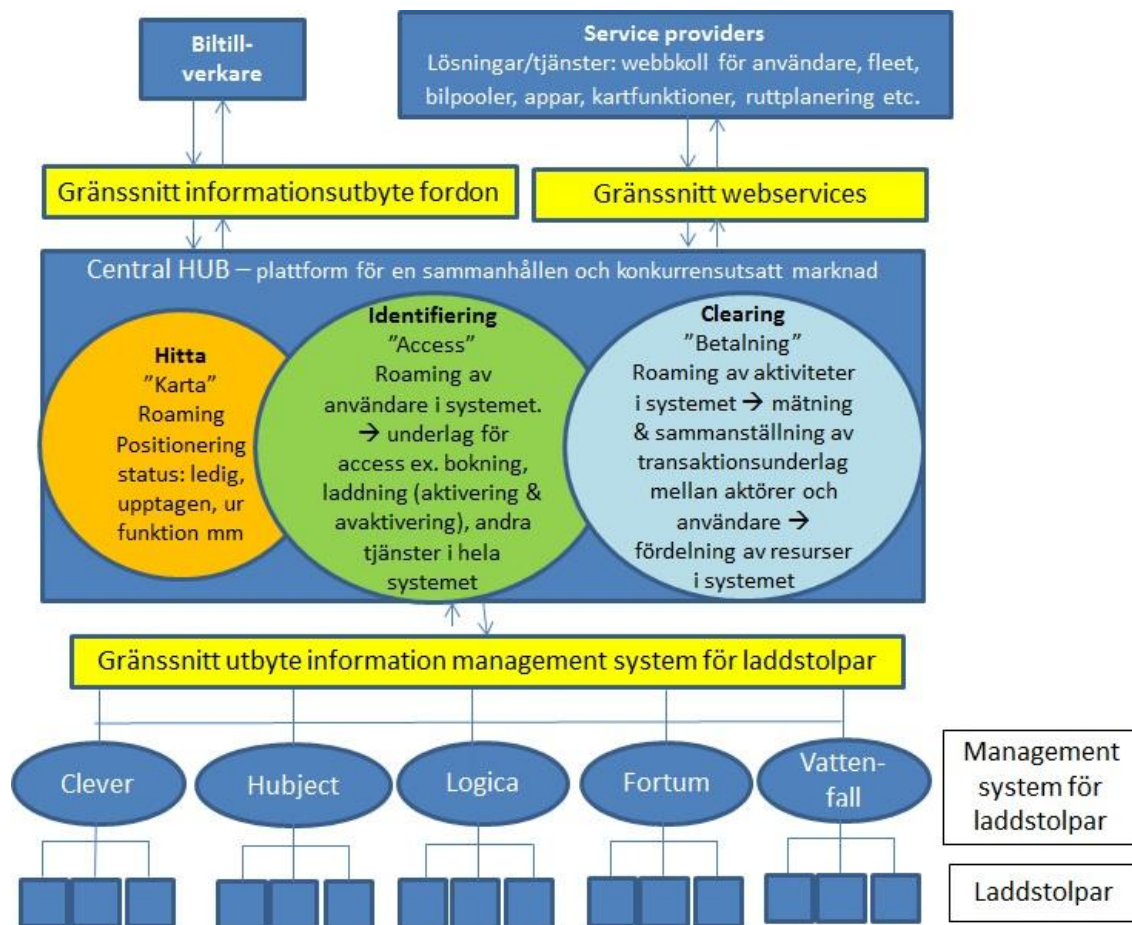 Biltill-
verkare
Service providers
Lösningar/tjänster: webbkoll för användare, fleet,
bilpooler, appar, kartfunktioner, ruttplanering etc.
Gränssnitt informationsutbyte fordon
Gränssnitt webservices
Central HUB – plattform för en sammanhållen och konkurrensutsatt marknad
Hitta
”Karta”
Roaming
Positionering
status: ledig,
upptagen, ur
funktion mm
Identifiering
”Access”
Roaming av
användare i systemet.
→ underlag för
access ex. bokning,
laddning (aktivering &
avaktivering), andra
tjänster i hela
systemet
Clearing
”Betalning”
Roaming av aktiviteter
i systemet → mätning
& sammanställning av
transaktionsunderlag
mellan aktörer och
användare →
fördelning av resurser
i systemet
Gränssnitt utbyte information management system för laddstolpar
Clever
Hubject
Logica
Fortum
Vatten-
fall
Management
system för
laddstolpar
Laddstolpar